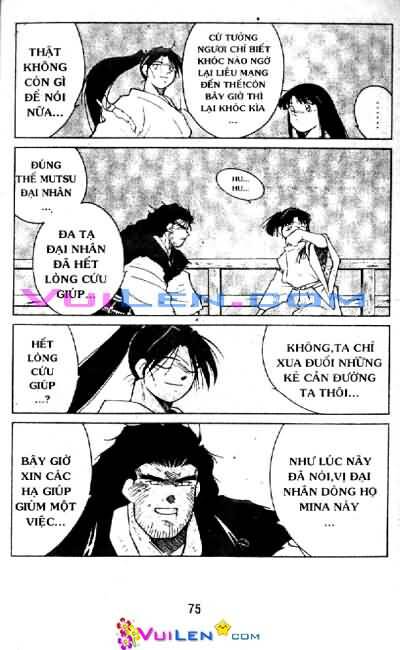 THẬT
KHÔNG
CÒN GÌ
ĐỂ NÓI
NỮA...
CỨ TƯỞNG
NGƯƠI CHỈ BIẾT
KHÓC NÀO NGỜ
LẠI LIỀU MẠNG
ĐẾN THẾ!CÒN
BÂY GIỜ THÌ
LẠI KHÓC KÌA
...
......
ĐÚNG
THẾ MUTSU
ĐẠI NHÂN
...
ĐA TẠ
ĐẠI NHÂN
ĐÃ HẾT
LÒNG CỨU
GIÚP...
HU...
HU...
VUILEN.COM
HẾT
LÒNG CỨU
GIÚP
...?
KHÔNG,TA CHỈ
XUA ĐUỔI NHỮNG
KẺ CẢN ĐƯỜNG
TA THÔI...
BÂY GIỜ
XIN CÁC
HẠ GIÚP
GIÙM MỘT
VIỆC...
NHƯ LÚC NÃY
ĐÃ NÓI,VỊ ĐẠI
NHÂN DÒNG HỌ
MINA NÀY
...
75
VUILEN.COM